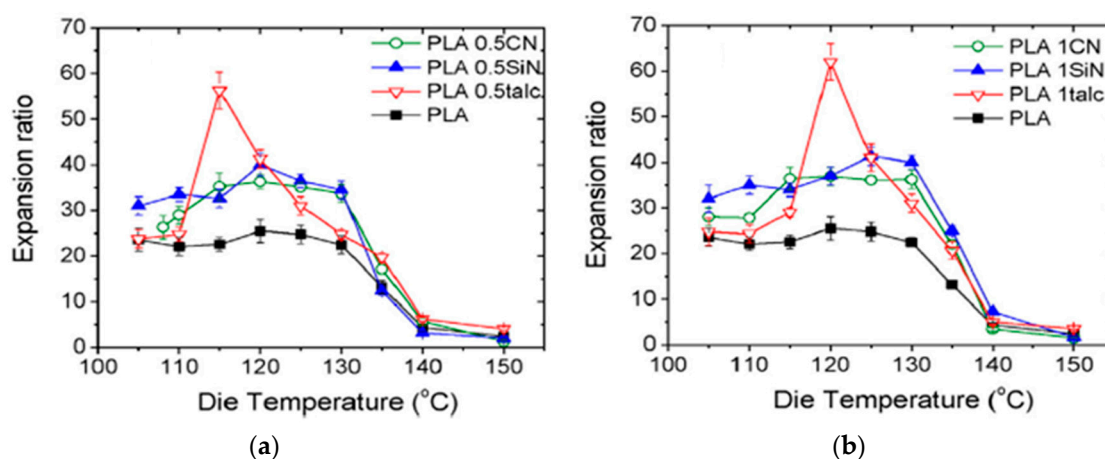 70
60
50
40
30
20
10
0
Expansion ratio
PLA 0.5CN
PLA 0.5SiN
PLA 0.5talc
PLA
100 110 120 130 140 150
Die Temperature (°C)
(a)
70
60
50
40
30
20
10
0
Expansion ratio
PLA 1CN
PLA 1SiN
PLA 1talc
PLA
100 110 120 130 140 150
Die Temperature (°C)
(b)